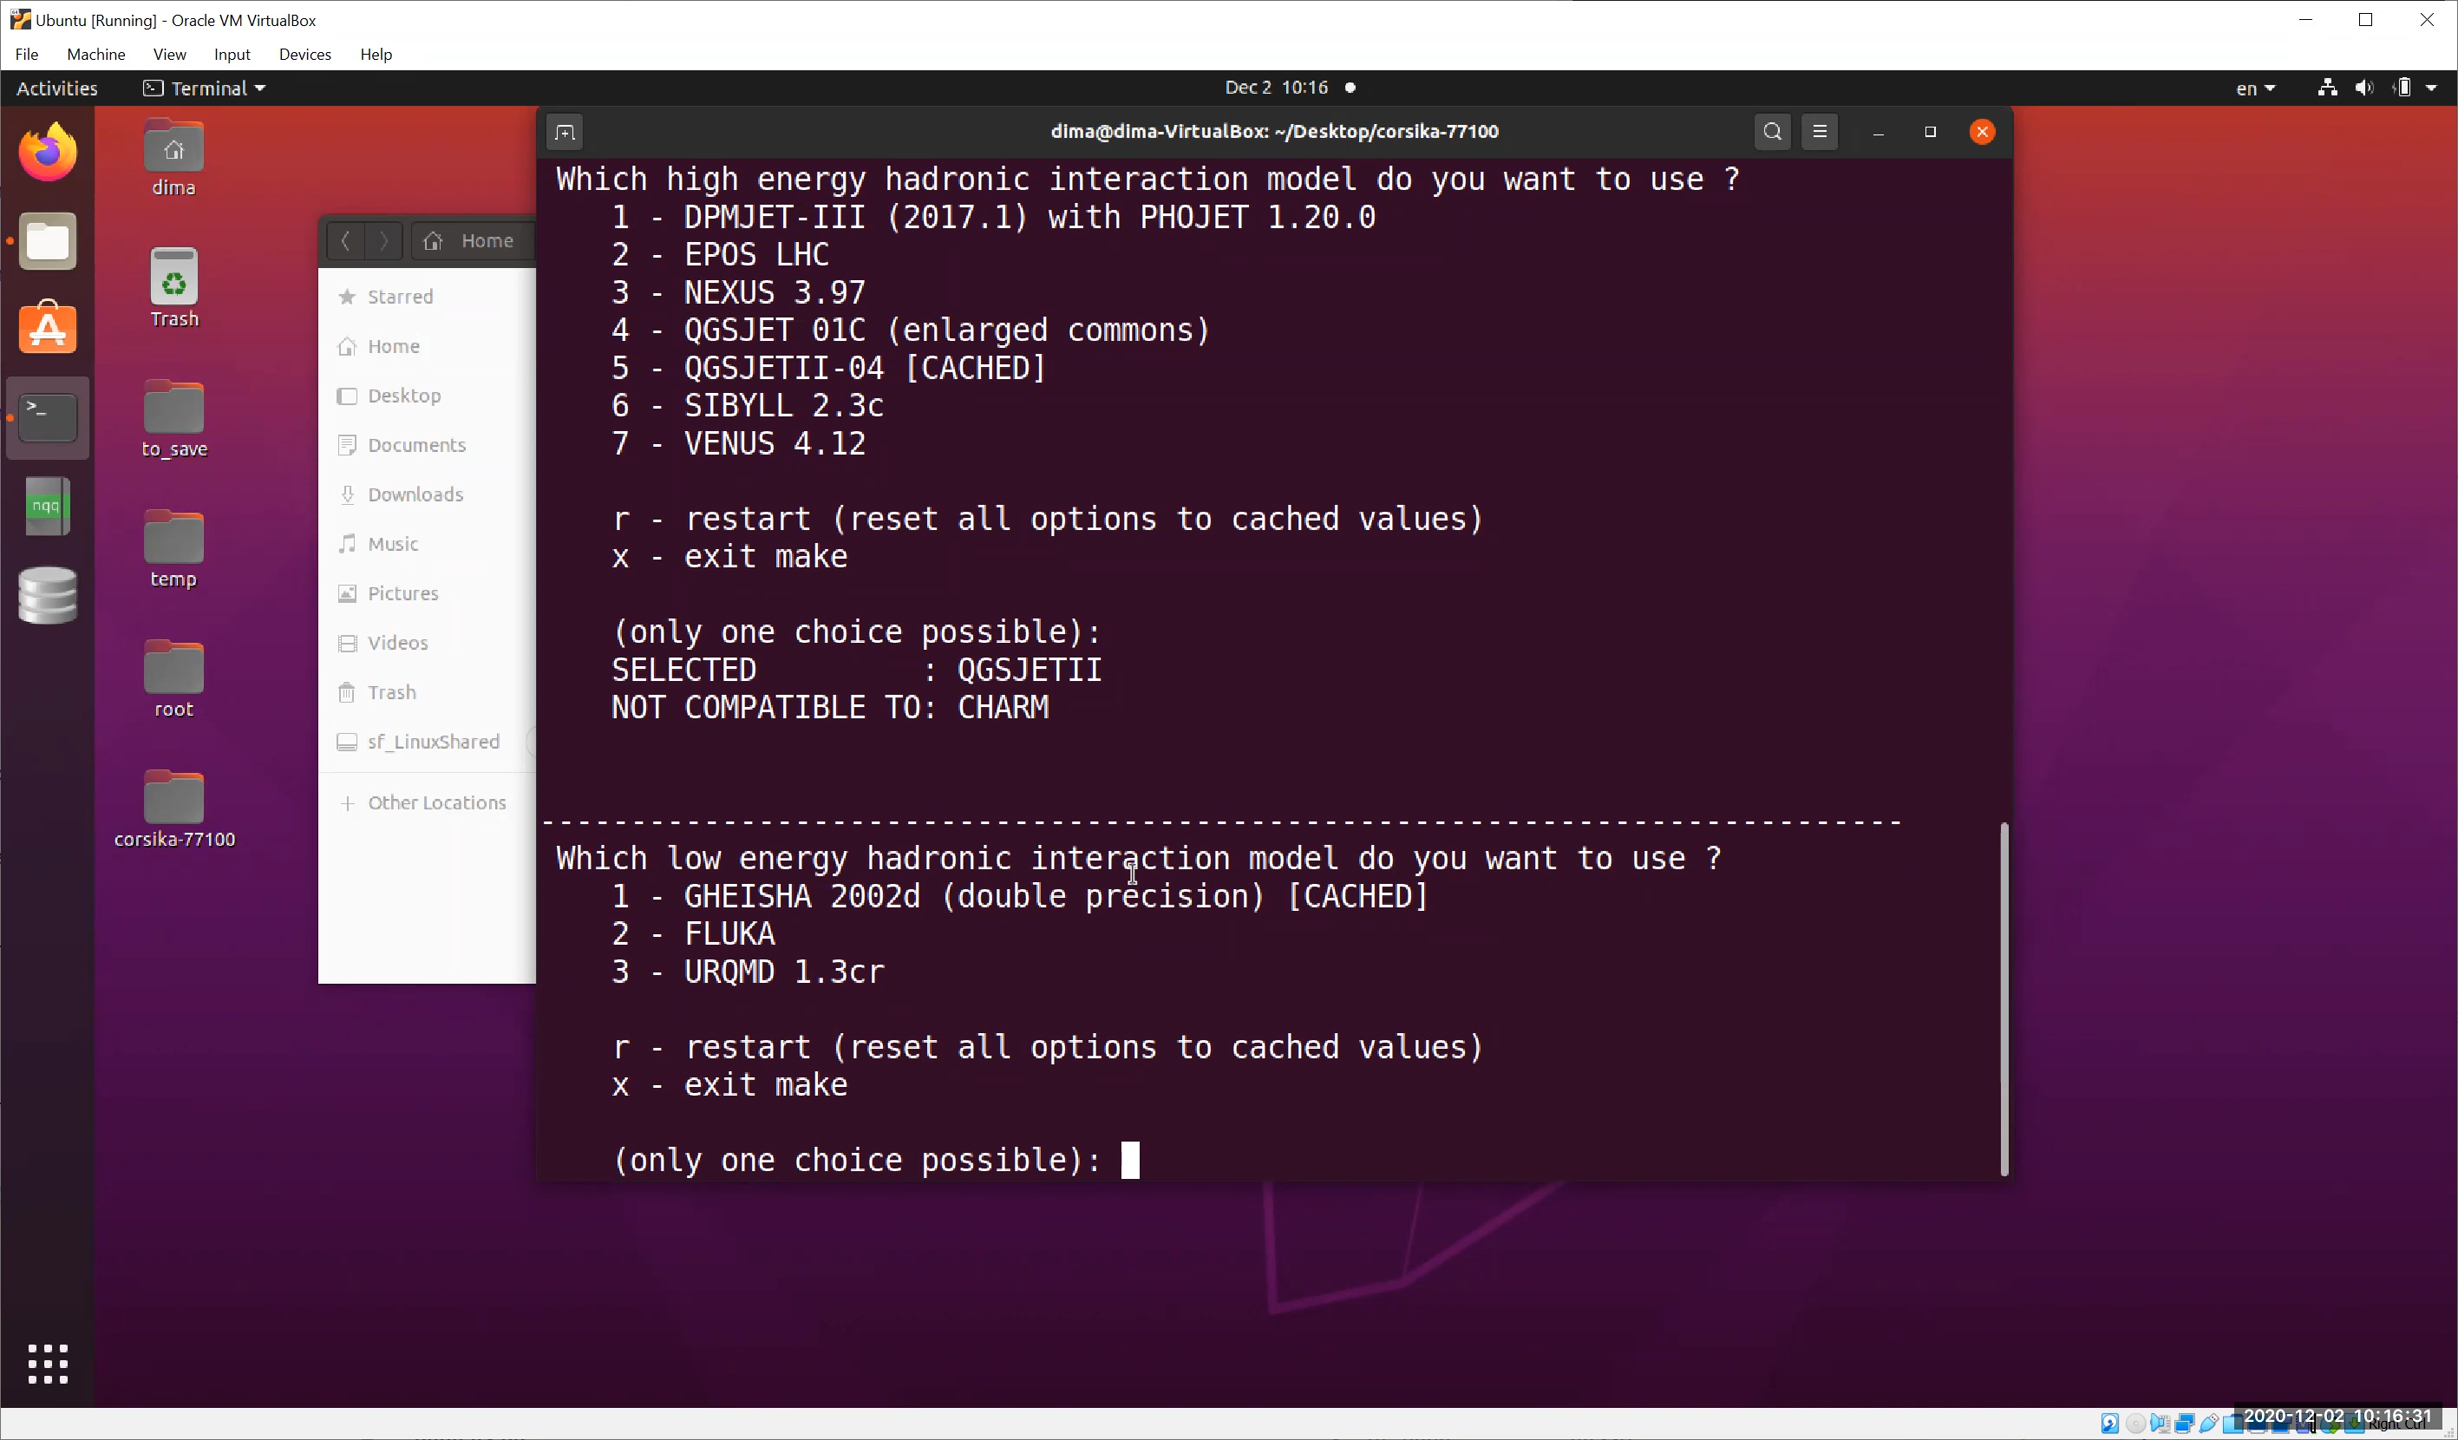 Ubuntu [Running] - Oracle VM VirtualBox
File Machine View Input Devices Help
Activities Terminal Dec 2 10:16 en
dima@dima-VirtualBox: ~/Desktop/corsika-77100
dima
Trash
to_save
temp
root
corsika-77100
nqq
Home
Starred
Home
Desktop
Documents
Downloads
Music
Pictures
Videos
Trash
sf_LinuxShared
+ Other Locations
Which high energy hadronic interaction model do you want to use ?
1 - DPMJET-III (2017.1) with PHOJET 1.20.0
2 - EPOS LHC
3 - NEXUS 3.97
4 - QGSJET 01C (enlarged commons)
5 - QGSJETII-04 [CACHED]
6 - SIBYLL 2.3c
7 - VENUS 4.12
r - restart (reset all options to cached values)
x - exit make
(only one choice possible):
SELECTED : QGSJETII
NOT COMPATIBLE TO: CHARM
--------------------------------------------------------------------------
Which low energy hadronic interaction model do you want to use ?
1 - GHEISHA 2002d (double precision) [CACHED]
2 - FLUKA
3 - URQMD 1.3cr
r - restart (reset all options to cached values)
x - exit make
(only one choice possible):
2020-12-02 10:16:31
Right Ctrl